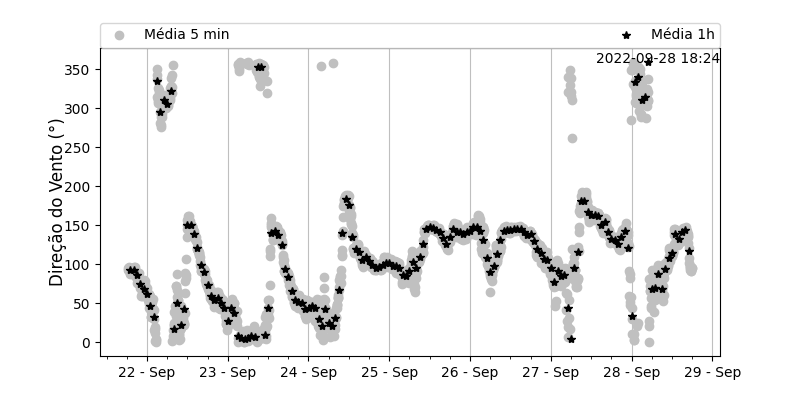 Média 5 min
Média 1h
2022-09-28 18:24
Direção do Vento (°)
350
300
250
200
150
100
50
0
22 - Sep
23 - Sep
24 - Sep
25 - Sep
26 - Sep
27 - Sep
28 - Sep
29 - Sep